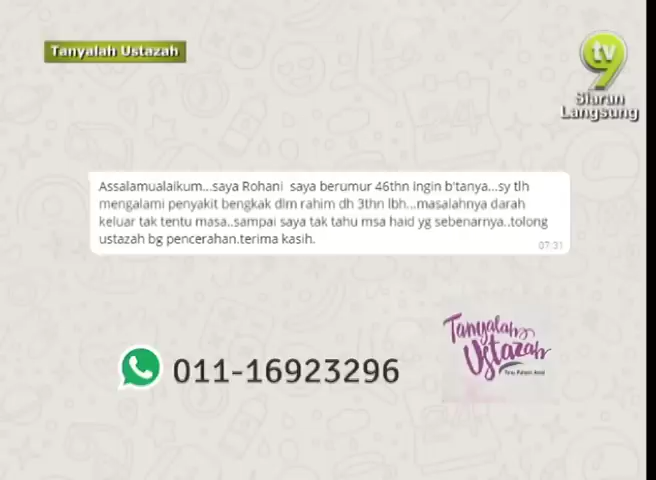 Tanyalah Ustazah
tv
9
Siaran
Langsung
Assalamualaikum...saya Rohani saya berumur 46thn ingin b'tanya...sy tlh
mengalami penyakit bengkak dlm rahim dh 3thn lbh...masalahnya darah
keluar tak tentu masa..sampai saya tak tahu msa haid yg sebenarnya..tolong
ustazah bg pencerahan.terima kasih.
07:31
Tanyalah
Ustazah
011-16923296